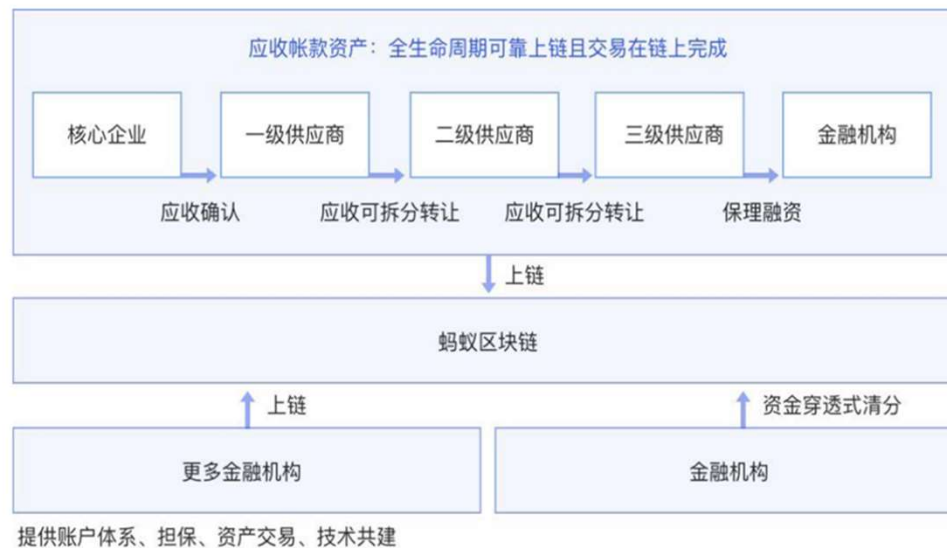 应收帐款资产：全生命周期可靠上链且交易在链上完成
核心企业
一级供应商
二级供应商
三级供应商
金融机构
应收确认
应收可拆分转让
应收可拆分转让
保理融资
上链
蚂蚁区块链
上链
资金穿透式清分
更多金融机构
金融机构
提供账户体系、担保、资产交易、技术共建